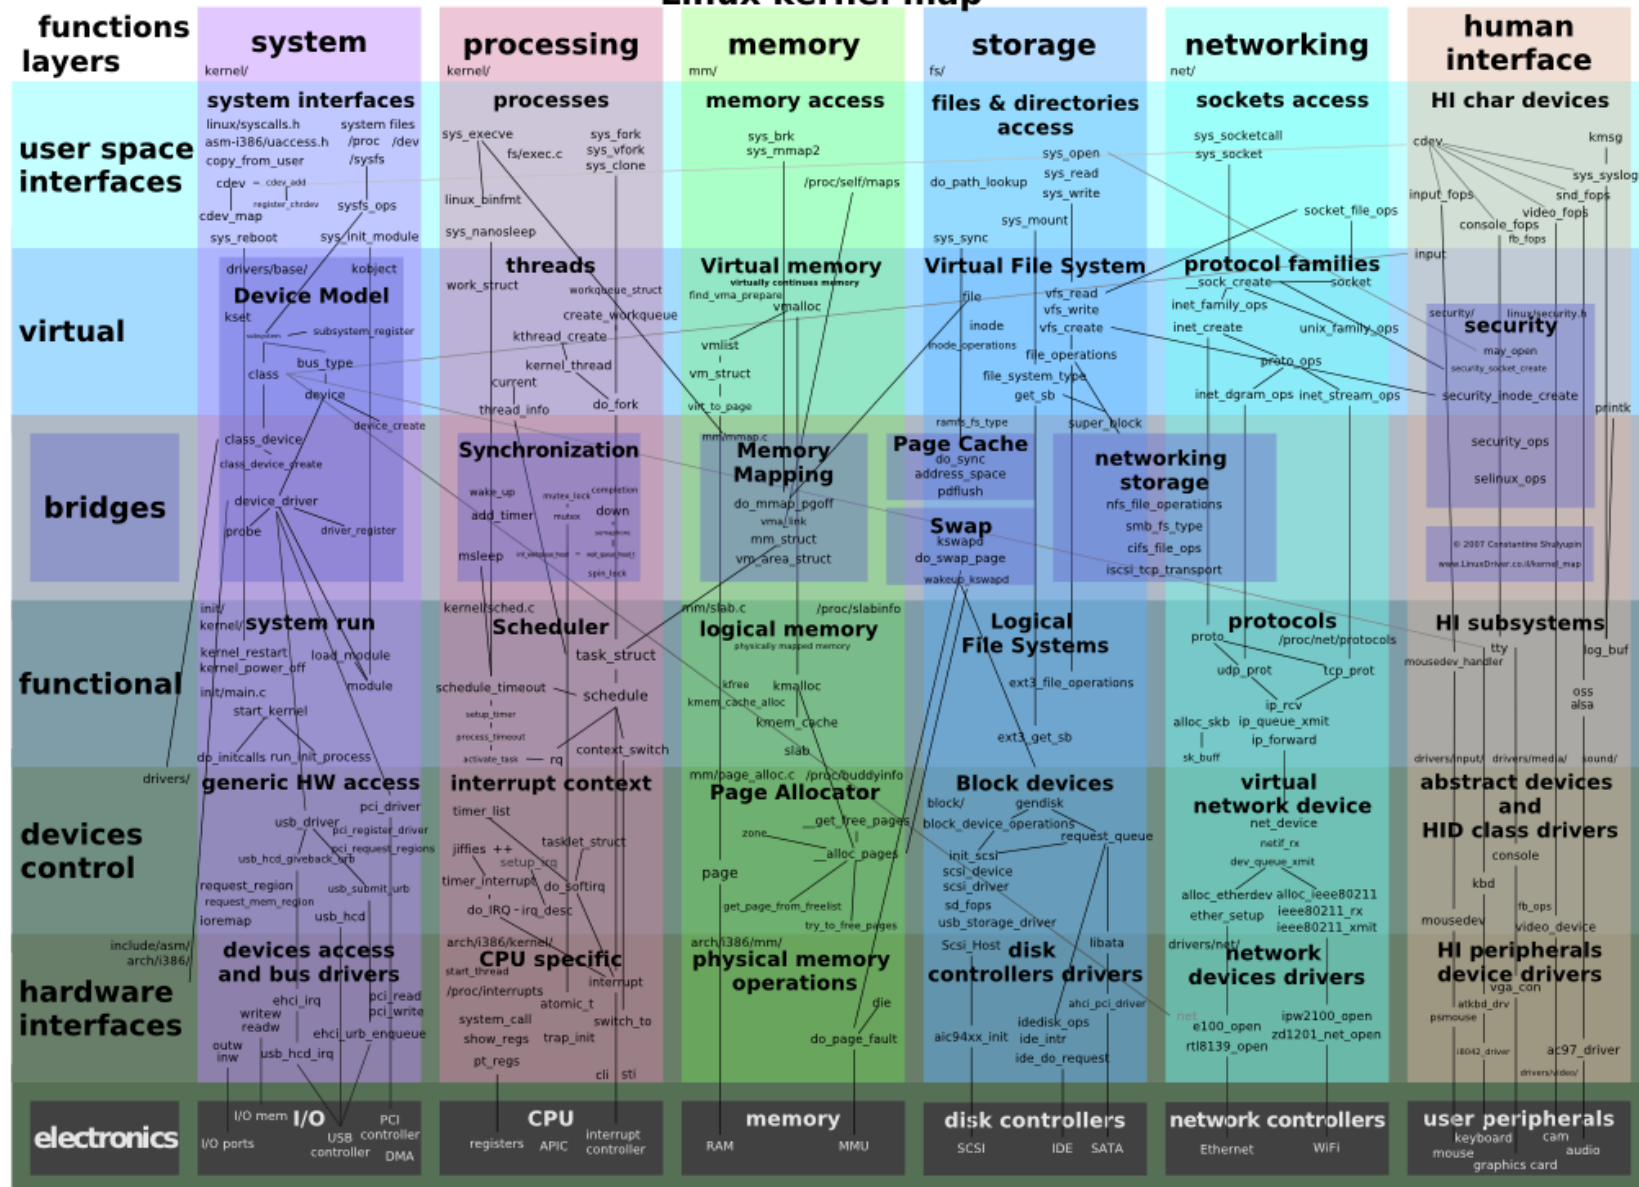 Linux kernel map
functions
layers
system
kernel/
processing
kernel/
memory
mm/
storage
fs/
networking
net/
human
interface
user space
interfaces
system interfaces
linux/syscalls.h
system files
asm-i386/uaccess.h
/proc /dev
copy_from_user
/sysfs
cdev
cdev_add
register_chrdev
cdev_map
sysfs_ops
sys_reboot
sys_init_module
processes
sys_execve
sys_fork
sys_vfork
sys_clone
fs/exec.c
linux_binfmt
sys_nanosleep
memory access
sys_brk
sys_mmap2
/proc/self/maps
files & directories
access
sys_open
sys_read
do_path_lookup
sys_write
sys_mount
sys_sync
sockets access
sys_socketcall
sys_socket
socket_file_ops
HI char devices
cdev
kmsg
sys_syslog
input_fops
snd_fops
video_fops
console_fops
fb_fops
virtual
drivers/base/
kobject
Device Model
kset
subsystem_register
bus_type
class
device
device_create
threads
work_struct
workqueue_struct
create_workqueue
kthread_create
kernel_thread
current
thread_info
do_fork
Virtual memory
virtually continues memory
find_vma_prepare
vmalloc
vmlist
vm_struct
virt_to_page
Virtual File System
file
vfs_read
vfs_write
inode
vfs_create
inode_operations
file_operations
file_system_type
get_sb
ramfs_fs_type
super_block
protocol families
__sock_create
socket
inet_family_ops
inet_create
unix_family_ops
proto_ops
inet_dgram_ops
inet_stream_ops
input
security/
linux/security.h
security
may_open
security_socket_create
security_inode_create
printk
security_ops
selinux_ops
bridges
class_device
class_device_create
device_driver
probe
driver_register
Synchronization
wake_up
completion
mutex_lock
add_timer
mutex
down
semaphore
msleep
init_waitqueue_head
wait_queue_head_t
spin_lock
mm/mmap.c
Memory
Mapping
do_mmap_pgoff
vma_link
mm_struct
vm_area_struct
Page Cache
do_sync
address_space
pdflush
Swap
kswapd
do_swap_page
wakeup_kswapd
networking
storage
nfs_file_operations
smb_fs_type
cifs_file_ops
iscsi_tcp_transport
© 2007 Constantine Shulyupin
www.LinuxDriver.co.il/kernel_map
functional
init/
kernel/
system run
kernel_restart
kernel_power_off
load_module
module
init/main.c
start_kernel
do_initcalls
run_init_process
kernel/sched.c
Scheduler
task_struct
schedule_timeout
schedule
setup_timer
process_timeout
context_switch
activate_task
rq
mm/slab.c
/proc/slabinfo
logical memory
physically mapped memory
kfree
kmalloc
kmem_cache_alloc
kmem_cache
slab
Logical
File Systems
ext3_file_operations
ext3_get_sb
protocols
proto
/proc/net/protocols
udp_prot
tcp_prot
ip_rcv
alloc_skb
ip_queue_xmit
ip_forward
sk_buff
HI subsystems
tty
log_buf
mousedev_handler
oss
alsa
drivers/input/
drivers/media/
sound/
devices
control
drivers/
generic HW access
pci_driver
usb_driver
pci_register_driver
pci_request_regions
usb_hcd_giveback_urb
request_region
usb_submit_urb
request_mem_region
ioremap
usb_hcd
interrupt context
timer_list
tasklet_struct
jiffies ++
setup_irq
timer_interrupt
do_softirq
do_IRQ
irq_desc
mm/page_alloc.c
/proc/buddyinfo
Page Allocator
__get_free_pages
zone
__alloc_pages
page
get_page_from_freelist
try_to_free_pages
Block devices
block/
gendisk
block_device_operations
request_queue
init_scsi
scsi_device
scsi_driver
sd_fops
usb_storage_driver
virtual
network device
net_device
netif_rx
dev_queue_xmit
alloc_etherdev
alloc_ieee80211
ether_setup
ieee80211_rx
ieee80211_xmit
abstract devices
and
HID class drivers
console
kbd
fb_ops
mousedev
video_device
hardware
interfaces
include/asm/
arch/i386/
devices access
and bus drivers
ehci_irq
pci_read
pci_write
writew
readw
ehci_urb_enqueue
outw
inw
usb_hcd_irq
arch/i386/kernel/
CPU specific
start_thread
interrupt
/proc/interrupts
atomic_t
system_call
switch_to
show_regs
trap_init
pt_regs
cli
sti
arch/i386/mm/
physical memory
operations
die
do_page_fault
Scsi_Host
libata
disk
controllers drivers
ahci_pci_driver
idedisk_ops
aic94xx_init
ide_intr
ide_do_request
drivers/net/
network
devices drivers
net
e100_open
ipw2100_open
zd1201_net_open
rtl8139_open
HI peripherals
device drivers
vga_con
atkbd_drv
psmouse
i8042_driver
ac97_driver
drivers/video/
electronics
I/O mem
I/O
PCI
controller
I/O ports
USB
controller
DMA
CPU
registers
APIC
interrupt
controller
memory
RAM
MMU
disk controllers
SCSI
IDE
SATA
network controllers
Ethernet
WiFi
user peripherals
keyboard
cam
mouse
audio
graphics card